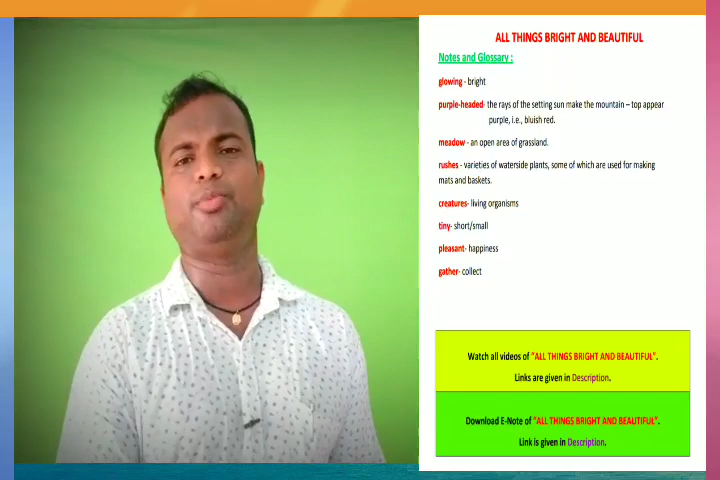 ALL THINGS BRIGHT AND BEAUTIFUL
Notes and Glossary :
glowing - bright
purple-headed- the rays of the setting sun make the mountain – top appear
purple, i.e., bluish red.
meadow - an open area of grassland.
rushes - varieties of waterside plants, some of which are used for making
mats and baskets.
creatures- living organisms
tiny- short/small
pleasant- happiness
gather- collect
Watch all videos of "ALL THINGS BRIGHT AND BEAUTIFUL".
Links are given in Description.
Download E-Note of "ALL THINGS BRIGHT AND BEAUTIFUL".
Link is given in Description.